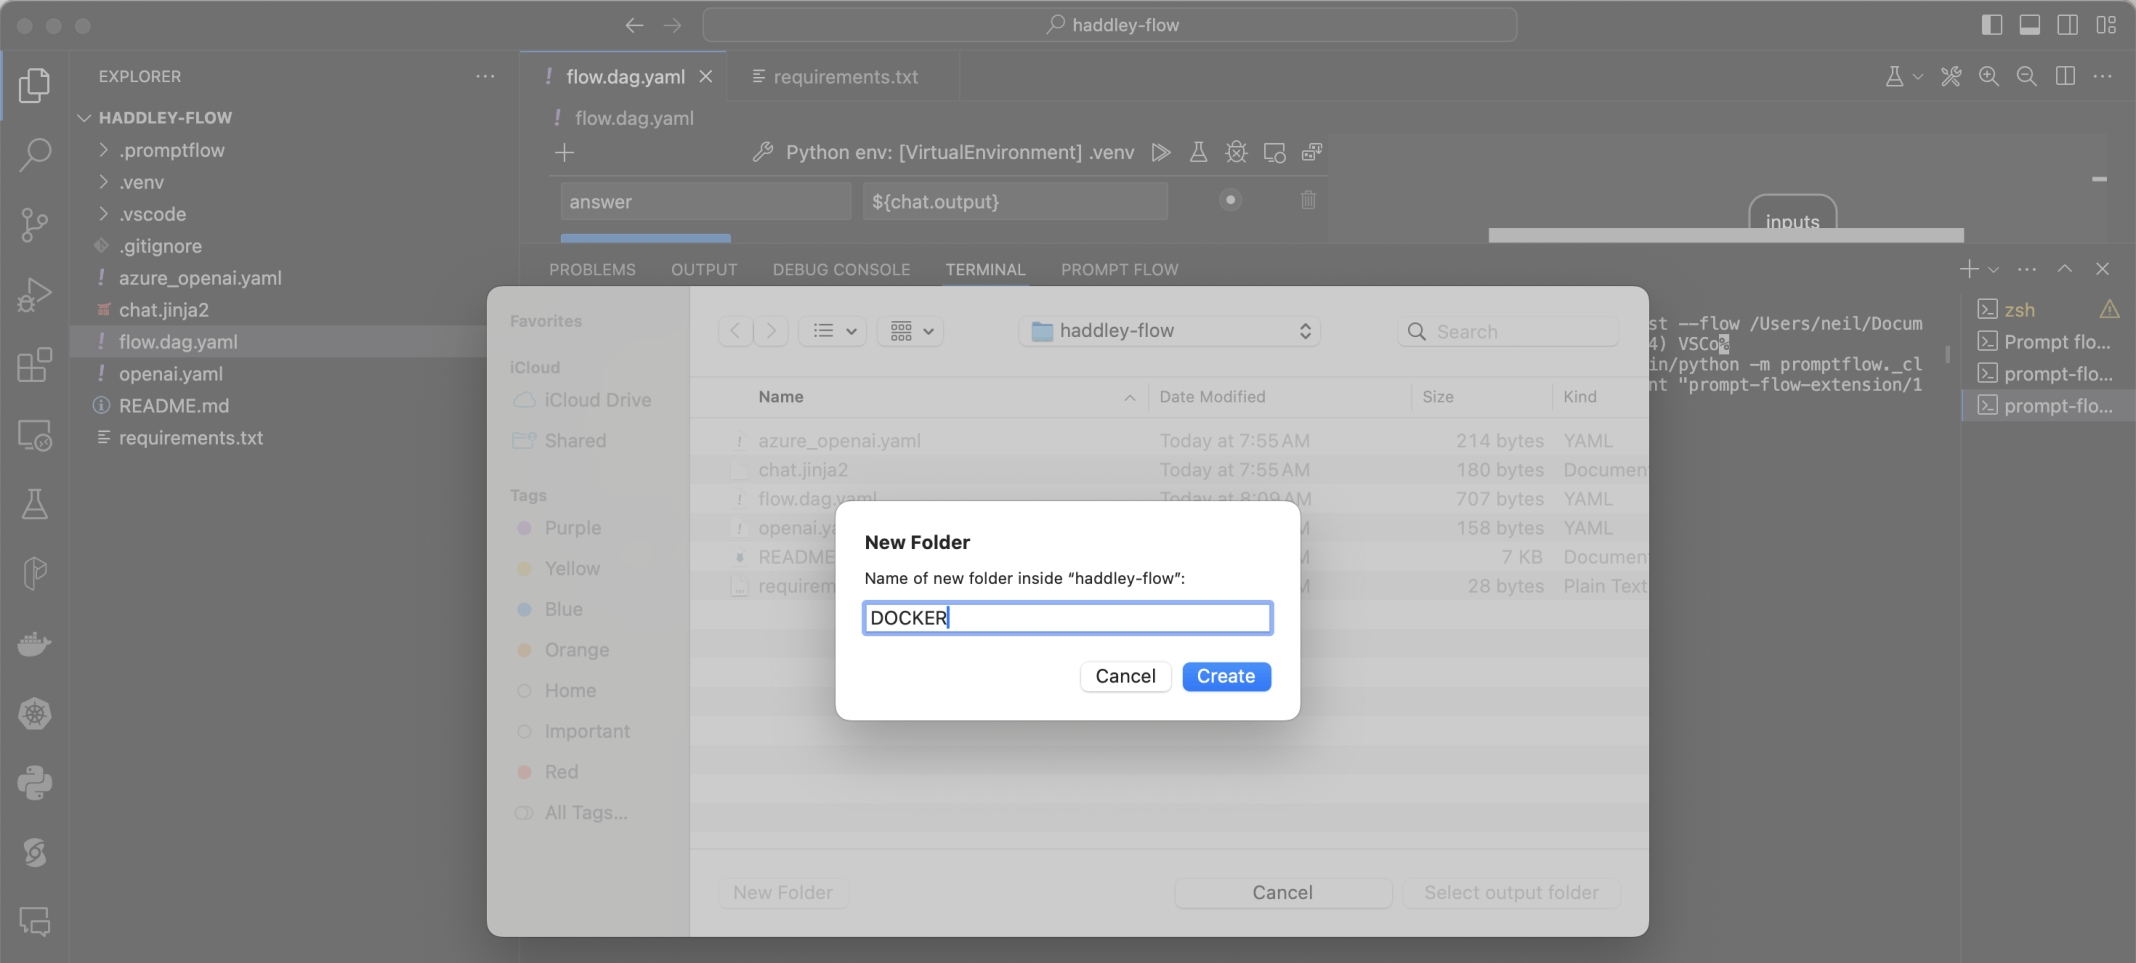 haddley-flow
EXPLORER
HADDLEY-FLOW
.promptflow
.venv
.vscode
.gitignore
! azure_openai.yaml
chat.jinja2
! flow.dag.yaml
! openai.yaml
README.md
requirements.txt
! flow.dag.yaml
requirements.txt
! flow.dag.yaml
Python env: [VirtualEnvironment] .venv
answer ${chat.output}
inputs
PROBLEMS OUTPUT DEBUG CONSOLE TERMINAL PROMPT FLOW
st --flow /Users/neil/Docum
4) VSCo%
in/python -m promptflow._cl
nt "prompt-flow-extension/1
zsh
Prompt flo...
prompt-flo...
prompt-flo...
Favorites
iCloud
iCloud Drive
Shared
Tags
Purple
Yellow
Blue
Orange
Home
Important
Red
All Tags...
haddley-flow
Search
Name Date Modified Size Kind
azure_openai.yaml Today at 7:55 AM 214 bytes YAML
chat.jinja2 Today at 7:55 AM 180 bytes Documen
flow.dag.yaml Today at 8:09 AM 707 bytes YAML
openai.ya 158 bytes YAML
README 7 KB Documen
requirem 28 bytes Plain Text
New Folder
Name of new folder inside “haddley-flow”:
DOCKER
Cancel Create
New Folder Cancel Select output folder